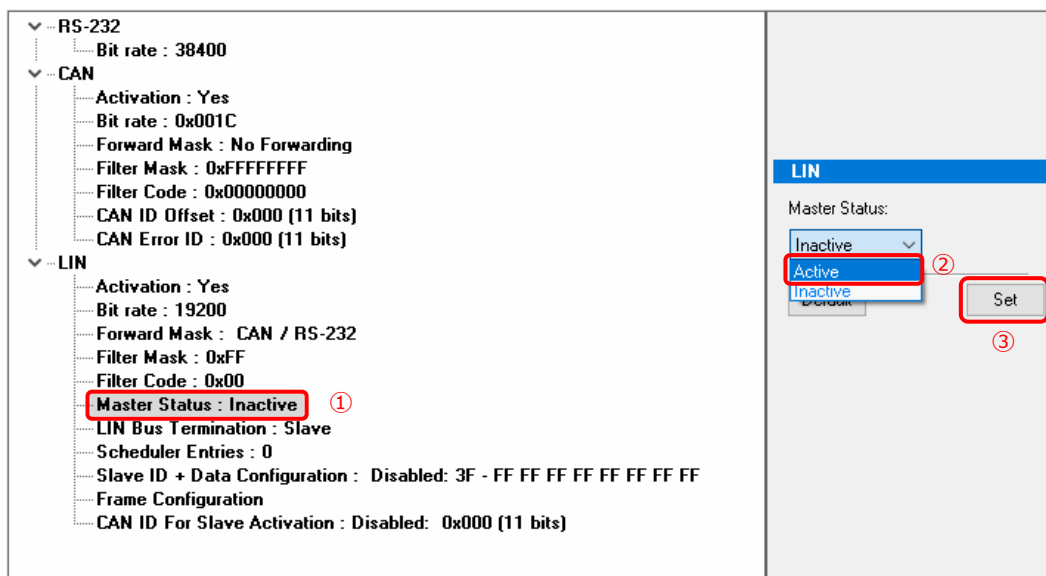 RS-232
Bit rate : 38400
CAN
Activation : Yes
Bit rate : 0x001C
Forward Mask : No Forwarding
Filter Mask : 0xFFFFFFFF
Filter Code : 0x00000000
CAN ID Offset : 0x000 (11 bits)
CAN Error ID : 0x000 (11 bits)
LIN
Activation : Yes
Bit rate : 19200
Forward Mask :  CAN / RS-232
Filter Mask : 0xFF
Filter Code : 0x00
Master Status : Inactive ①
LIN Bus Termination : Slave
Scheduler Entries : 0
Slave ID + Data Configuration :  Disabled: 3F - FF FF FF FF FF FF FF FF
Frame Configuration
CAN ID For Slave Activation : Disabled:  0x000 (11 bits)
LIN
Master Status:
Inactive
Active ②
Inactive
Default
Set
③